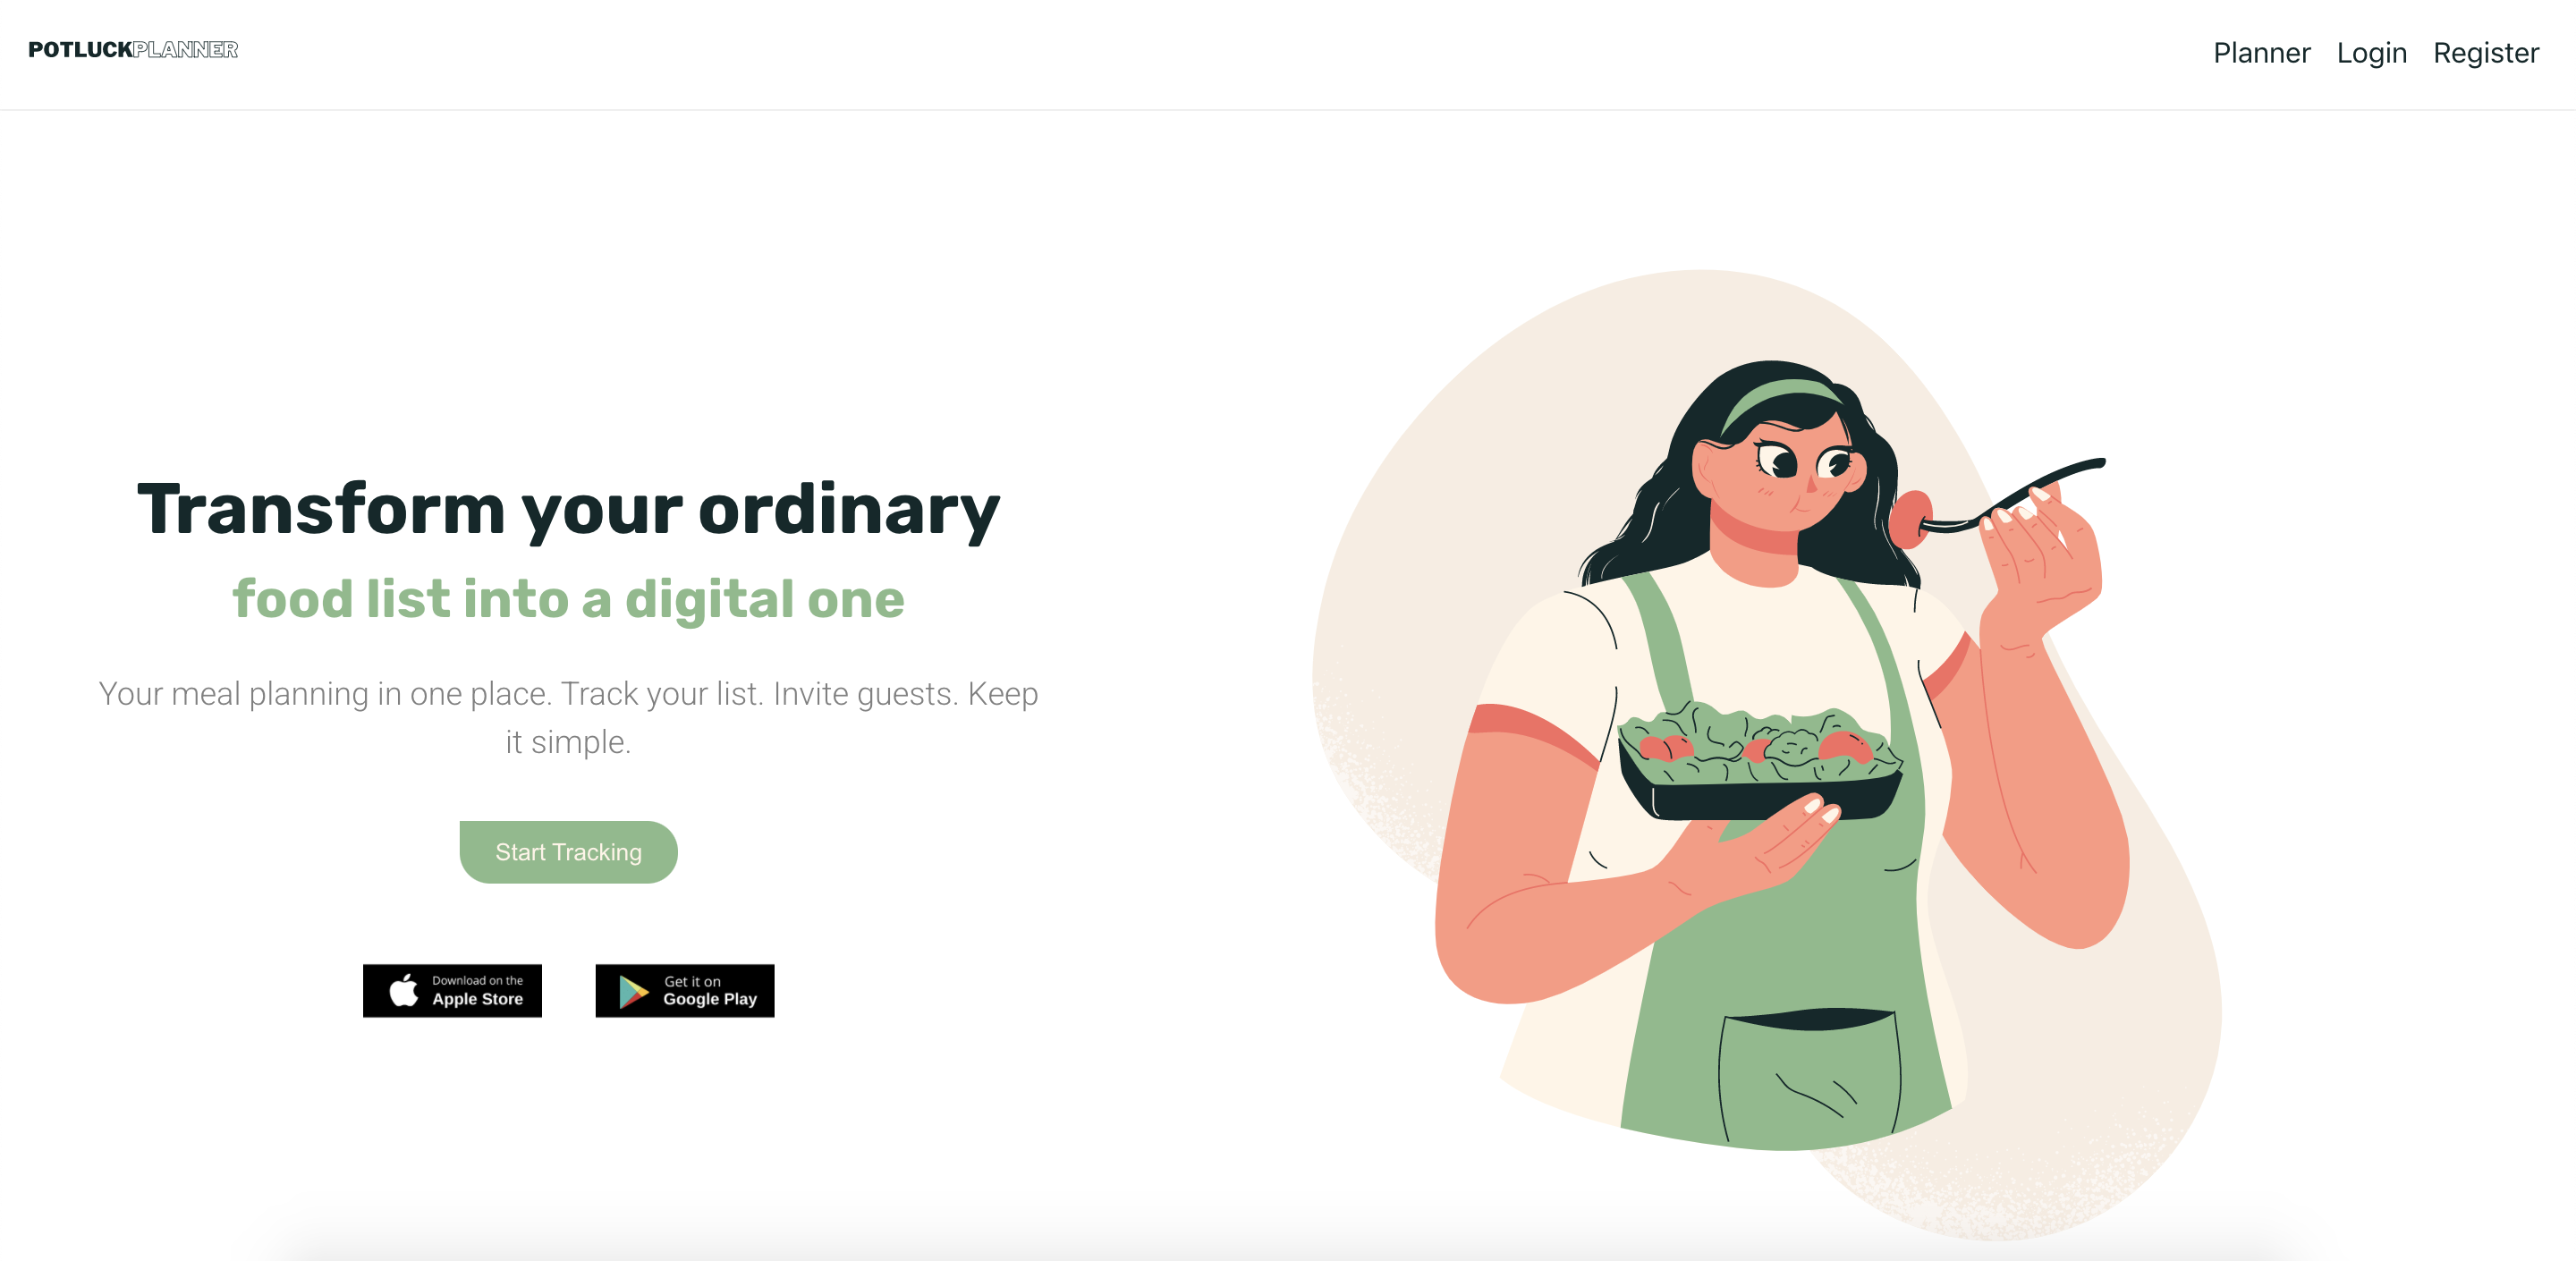 POTLUCKPLANNER
Planner Login Register
Transform your ordinary
food list into a digital one
Your meal planning in one place. Track your list. Invite guests. Keep
it simple.
Start Tracking
Download on the
Apple Store
Get it on
Google Play